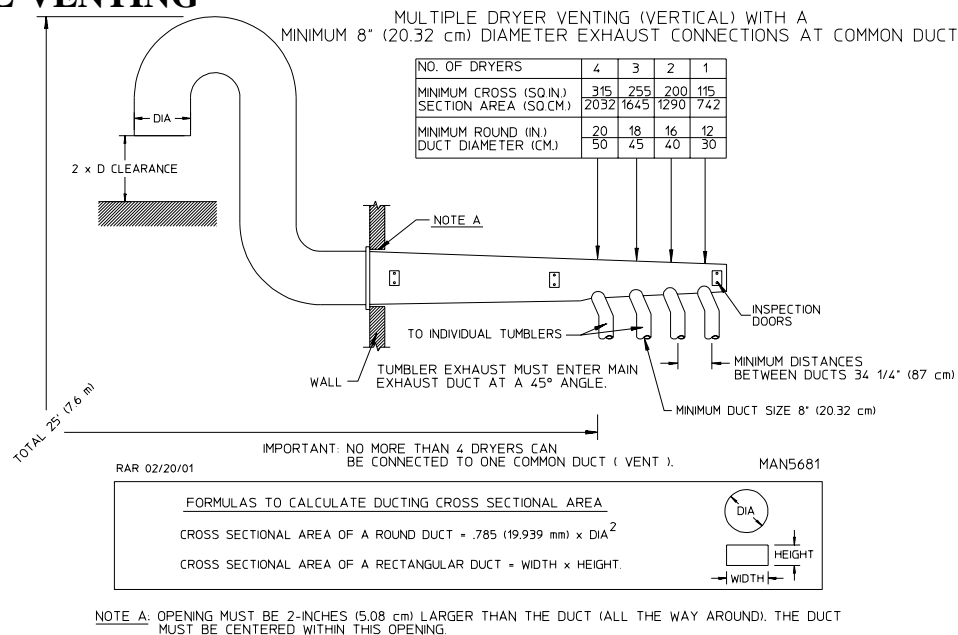 VENTING
MULTIPLE DRYER VENTING (VERTICAL) WITH A
MINIMUM 8" (20.32 cm) DIAMETER EXHAUST CONNECTIONS AT COMMON DUCT
NO. OF DRYERS 4 3 2 1
MINIMUM CROSS (SQ.IN.) 315 255 200 115
SECTION AREA (SQ.CM.) 2032 1645 1290 742
MINIMUM ROUND (IN.) 20 18 16 12
DUCT DIAMETER (CM.) 50 45 40 30
DIA
2 x D CLEARANCE
NOTE A
INSPECTION
DOORS
TO INDIVIDUAL TUMBLERS
MINIMUM DISTANCES
BETWEEN DUCTS 34 1/4" (87 cm)
WALL
TUMBLER EXHAUST MUST ENTER MAIN
EXHAUST DUCT AT A 45° ANGLE.
MINIMUM DUCT SIZE 8" (20.32 cm)
TOTAL 25' (7.6 m)
IMPORTANT: NO MORE THAN 4 DRYERS CAN
BE CONNECTED TO ONE COMMON DUCT ( VENT ).
RAR 02/20/01
MAN5681
FORMULAS TO CALCULATE DUCTING CROSS SECTIONAL AREA
CROSS SECTIONAL AREA OF A ROUND DUCT = .785 (19.939 mm) x DIA²
CROSS SECTIONAL AREA OF A RECTANGULAR DUCT = WIDTH x HEIGHT.
DIA
HEIGHT
WIDTH
NOTE A: OPENING MUST BE 2-INCHES (5.08 cm) LARGER THAN THE DUCT (ALL THE WAY AROUND). THE DUCT
MUST BE CENTERED WITHIN THIS OPENING.